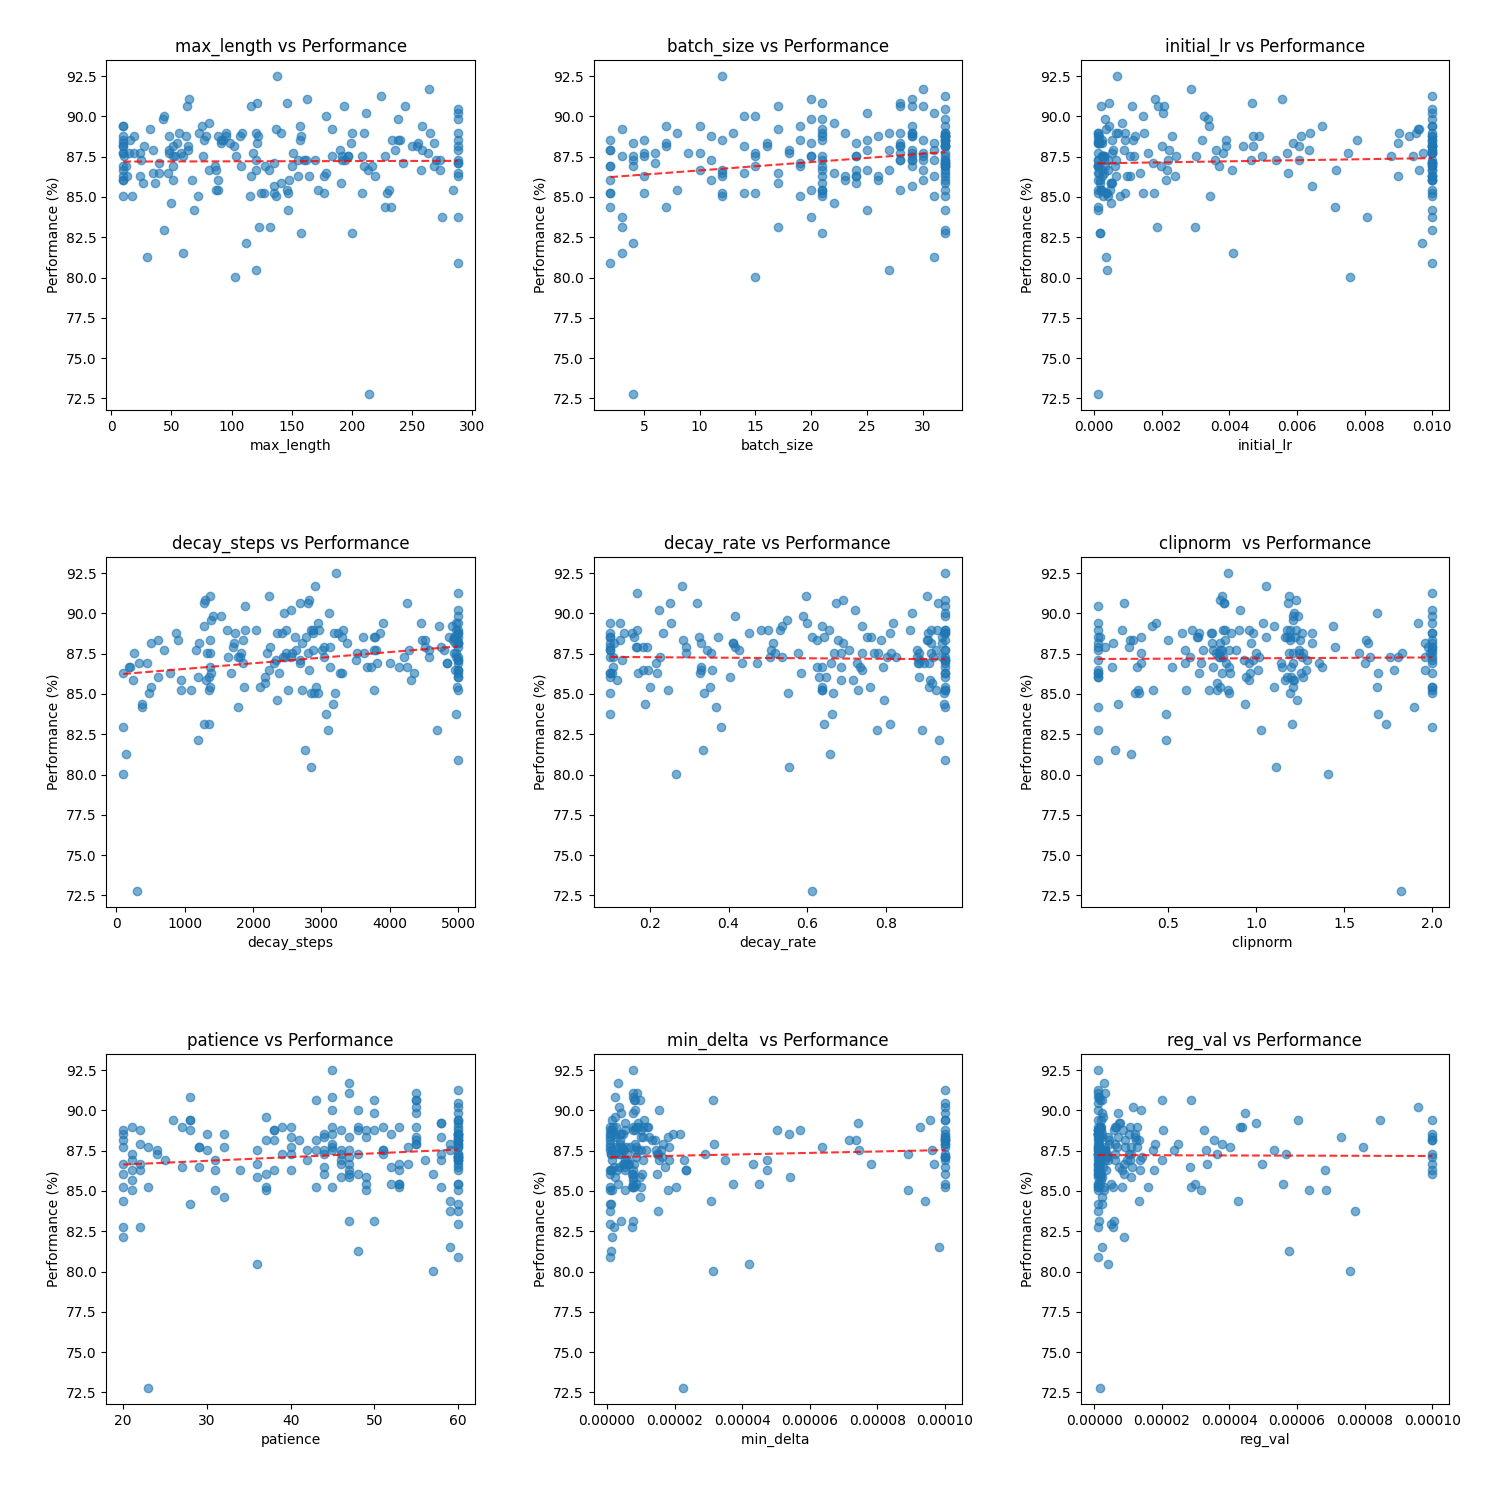 max_length vs Performance
batch_size vs Performance
initial_lr vs Performance
92.5
90.0
87.5
85.0
82.5
80.0
77.5
75.0
72.5
Performance (%)
0 50 100 150 200 250 300
max_length
92.5
90.0
87.5
85.0
82.5
80.0
77.5
75.0
72.5
Performance (%)
5 10 15 20 25 30
batch_size
92.5
90.0
87.5
85.0
82.5
80.0
77.5
75.0
72.5
Performance (%)
0.000 0.002 0.004 0.006 0.008 0.010
initial_lr
decay_steps vs Performance
decay_rate vs Performance
clipnorm  vs Performance
92.5
90.0
87.5
85.0
82.5
80.0
77.5
75.0
72.5
Performance (%)
0 1000 2000 3000 4000 5000
decay_steps
92.5
90.0
87.5
85.0
82.5
80.0
77.5
75.0
72.5
Performance (%)
0.2 0.4 0.6 0.8
decay_rate
92.5
90.0
87.5
85.0
82.5
80.0
77.5
75.0
72.5
Performance (%)
0.5 1.0 1.5 2.0
clipnorm
patience vs Performance
min_delta  vs Performance
reg_val vs Performance
92.5
90.0
87.5
85.0
82.5
80.0
77.5
75.0
72.5
Performance (%)
20 30 40 50 60
patience
92.5
90.0
87.5
85.0
82.5
80.0
77.5
75.0
72.5
Performance (%)
0.00000 0.00002 0.00004 0.00006 0.00008 0.00010
min_delta
92.5
90.0
87.5
85.0
82.5
80.0
77.5
75.0
72.5
Performance (%)
0.00000 0.00002 0.00004 0.00006 0.00008 0.00010
reg_val